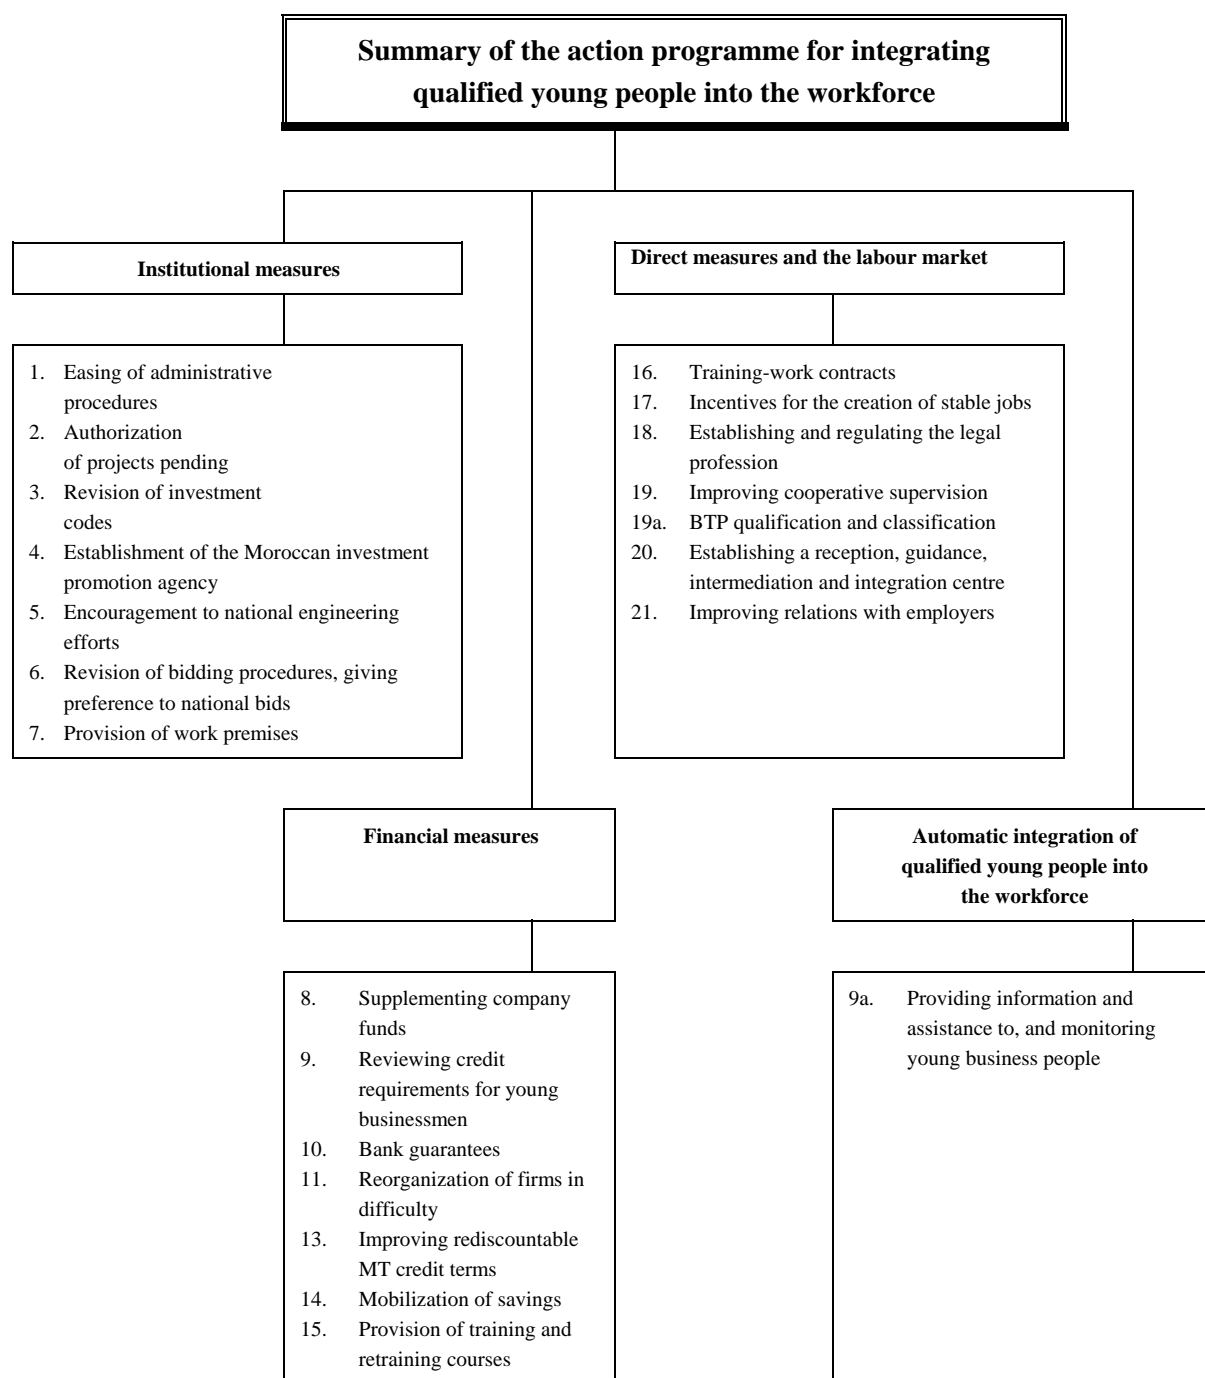 Summary of the action programme for integrating
qualified young people into the workforce
Institutional measures
1. Easing of administrative
procedures
2. Authorization
of projects pending
3. Revision of investment
codes
4. Establishment of the Moroccan investment
promotion agency
5. Encouragement to national engineering
efforts
6. Revision of bidding procedures, giving
preference to national bids
7. Provision of work premises
Direct measures and the labour market
16. Training-work contracts
17. Incentives for the creation of stable jobs
18. Establishing and regulating the legal
profession
19. Improving cooperative supervision
19a. BTP qualification and classification
20. Establishing a reception, guidance,
intermediation and integration centre
21. Improving relations with employers
Financial measures
8. Supplementing company
funds
9. Reviewing credit
requirements for young
businessmen
10. Bank guarantees
11. Reorganization of firms in
difficulty
13. Improving rediscountable
MT credit terms
14. Mobilization of savings
15. Provision of training and
retraining courses
Automatic integration of
qualified young people into
the workforce
9a. Providing information and
assistance to, and monitoring
young business people